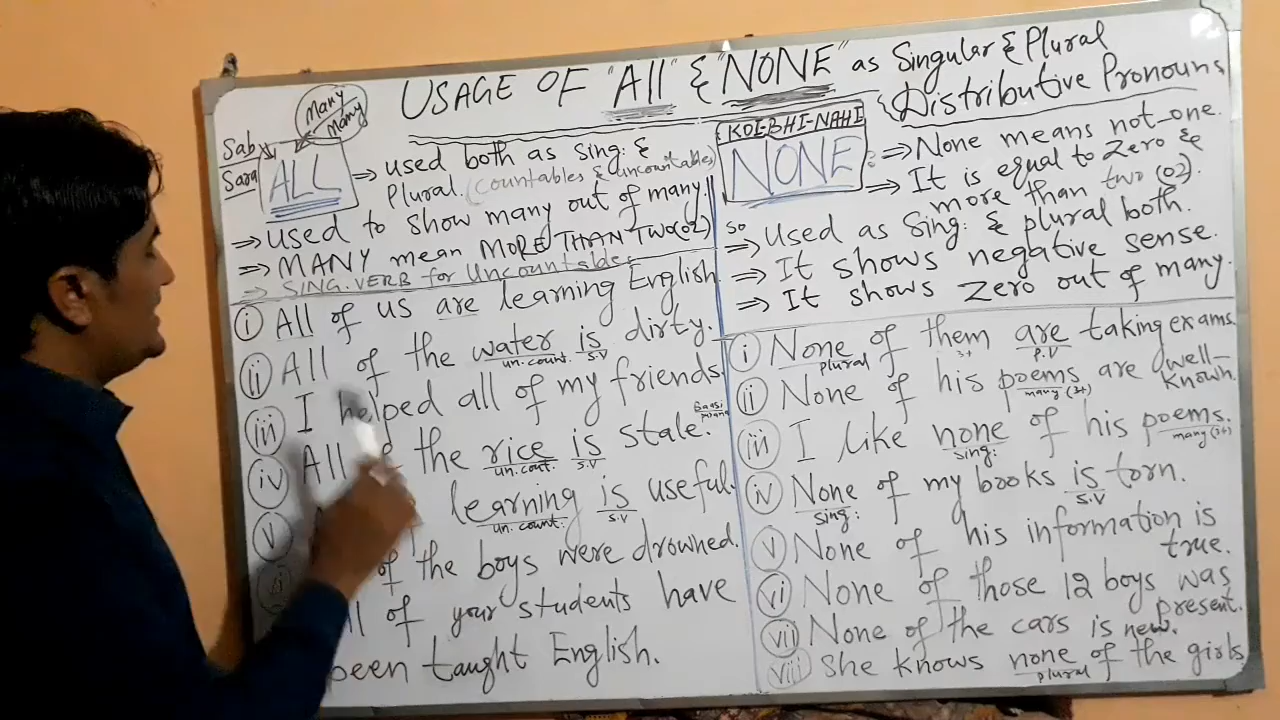 USAGE OF "All" & "NONE" as Singular & Plural
Distributive Pronouns
Many
Many
Sab
Sara
ALL
→ used both as Sing: &
Plural. (Countables & Uncountables)
⇒ used to show many out of many
⇒ MANY mean MORE THAN TWO(02)
⇒ SING. VERB for Uncountables
(i) All of us are learning English.
(ii) All of the water is dirty.
un.count. s.v
(iii) I helped all of my friends.
(iv) All the rice is stale.
un.cout. s.v
(v) learning is useful.
un.count. s.v
of the boys were drowned.
of your students have
been taught English.
KOI-BHI-NAHI
NONE
⇒ None means not one.
⇒ It is equal to Zero &
more than two (02).
so
⇒ Used as Sing: & plural both.
⇒ It shows negative sense.
⇒ It shows Zero out of many.
(i) None of them are taking exams.
plural 3+ P.V
(ii) None of his poems are well-
known.
many (3+)
(iii) I like none of his poems.
sing: many (3+)
(iv) None of my books is torn.
sing: S.V
(v) None of his information is
true.
(vi) None of those 12 boys was
present.
(vii) None of the cars is new.
(viii) She knows none of the girls
plural